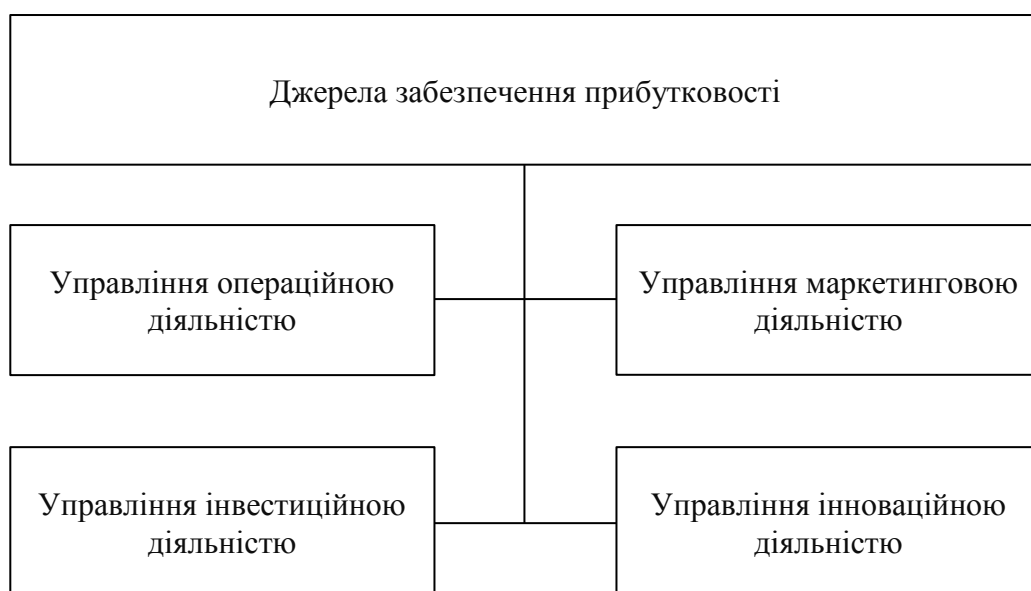 Джерела забезпечення прибутковості
Управління операційною
діяльністю
Управління маркетинговою
діяльністю
Управління інвестиційною
діяльністю
Управління інноваційною
діяльністю